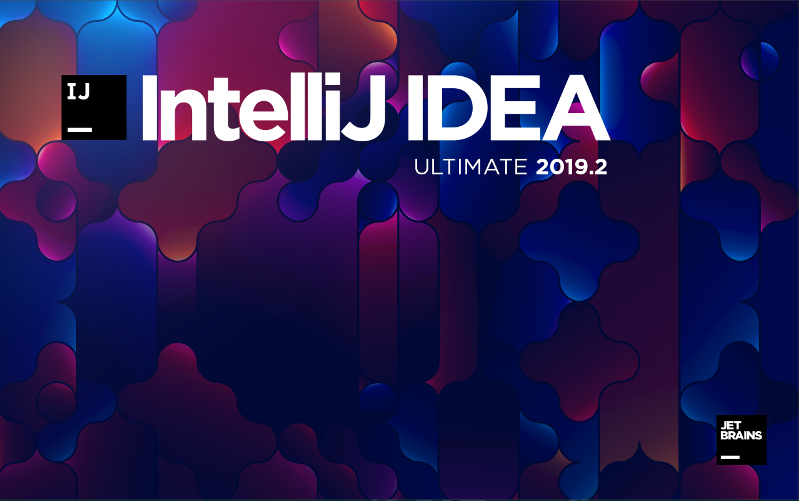 IJ
IntelliJ IDEA
ULTIMATE 2019.2
JET
BRAINS